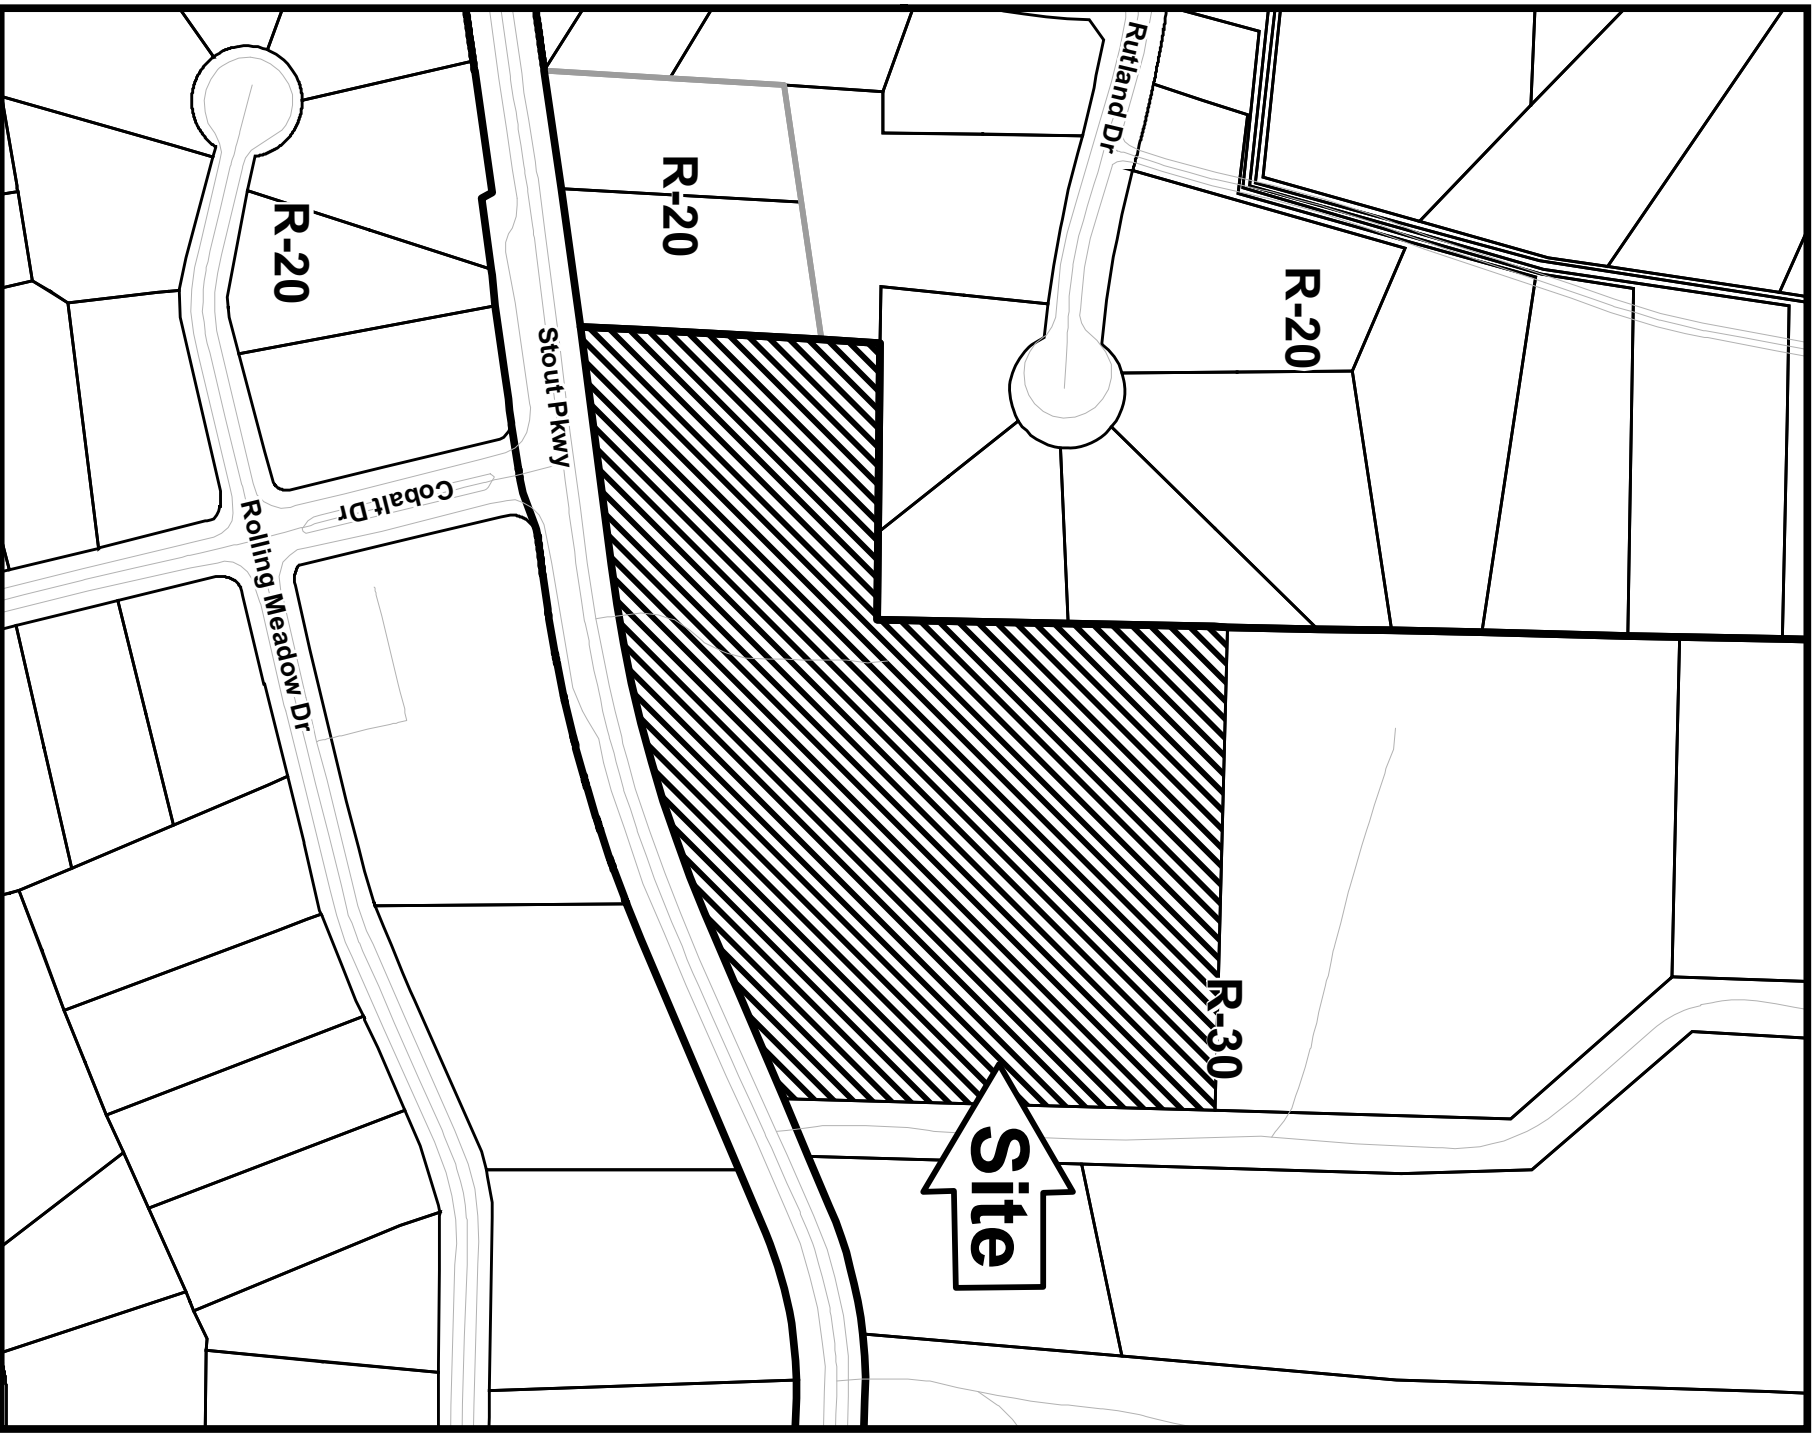 Rutland Dr
R-20
R-20
R-20
Stout Pkwy
Cobalt Dr
Rolling Meadow Dr
R-30
Site